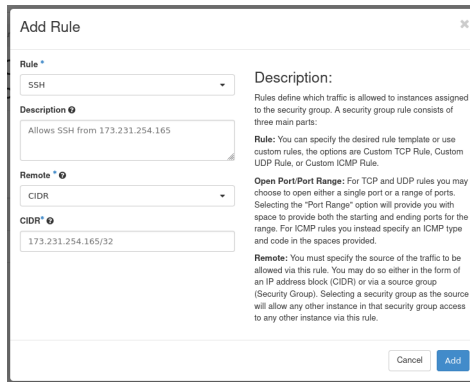 Add Rule
×
Rule *
SSH
Description
Allows SSH from 173.231.254.165
Remote *
CIDR
CIDR*
173.231.254.165/32
Description:
Rules define which traffic is allowed to instances assigned
to the security group. A security group rule consists of
three main parts:
Rule: You can specify the desired rule template or use
custom rules, the options are Custom TCP Rule, Custom
UDP Rule, or Custom ICMP Rule.
Open Port/Port Range: For TCP and UDP rules you may
choose to open either a single port or a range of ports.
Selecting the "Port Range" option will provide you with
space to provide both the starting and ending ports for the
range. For ICMP rules you instead specify an ICMP type
and code in the spaces provided.
Remote: You must specify the source of the traffic to be
allowed via this rule. You may do so either in the form of
an IP address block (CIDR) or via a source group
(Security Group). Selecting a security group as the source
will allow any other instance in that security group access
to any other instance via this rule.
Cancel
Add